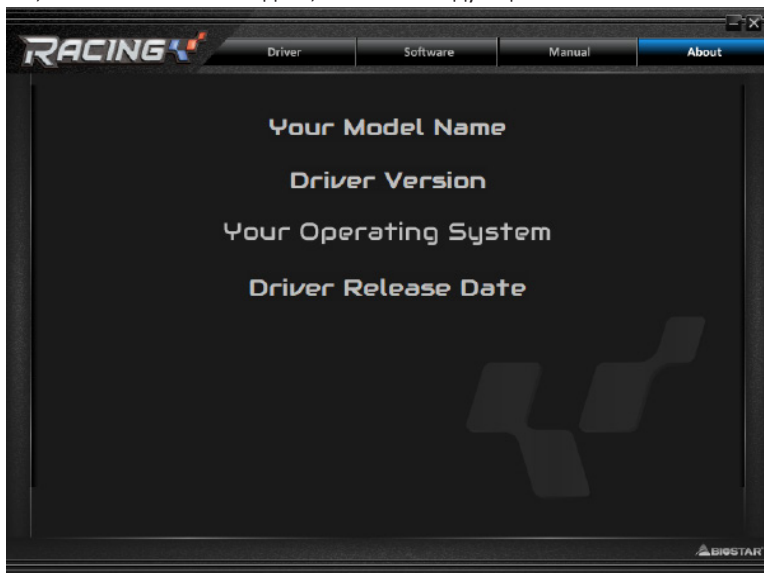 RACING
Driver Software Manual About
Your Model Name
Driver Version
Your Operating System
Driver Release Date
BIOSTAR